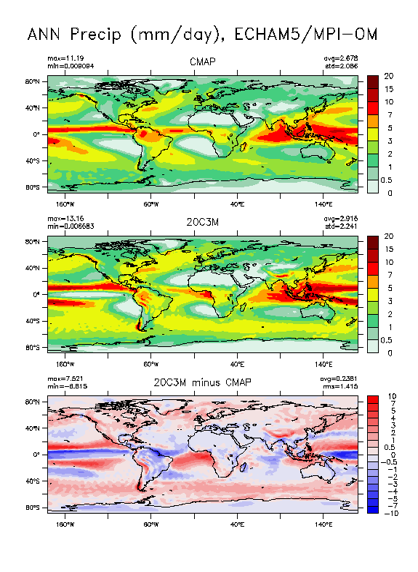 ANN Precip (mm/day), ECHAM5/MPI-OM
max=11.19
min=0.009094
CMAP
avg=2.678
std=2.086
80°N
40°N
0°
40°S
80°S
160°W 60°W 40°E 140°E
20
15
10
7
5
3
2
1
0.5
0
max=13.16
min=0.006683
20C3M
avg=2.916
std=2.241
80°N
40°N
0°
40°S
80°S
160°W 60°W 40°E 140°E
20
15
10
7
5
3
2
1
0.5
0
max=7.521
min=-6.815
20C3M minus CMAP
avg=0.2381
rms=1.415
80°N
40°N
0°
40°S
80°S
160°W 60°W 40°E 140°E
10
7
5
4
3
2
1
0.5
0
-0.5
-1
-2
-3
-4
-5
-7
-10